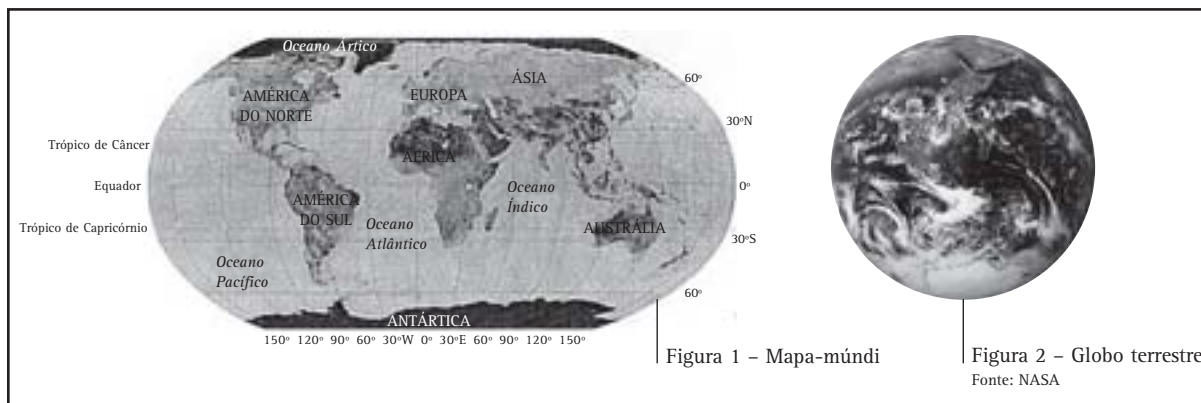 Oceano Ártico
ÁSIA
60º
EUROPA
AMÉRICA
DO NORTE
30ºN
Trópico de Câncer
ÁFRICA
Equador
0º
Oceano
Índico
AMÉRICA
DO SUL
Oceano
Atlântico
AUSTRÁLIA
Trópico de Capricórnio
30ºS
Oceano
Pacífico
60º
ANTÁRTICA
150º 120º 90º 60º 30ºW 0º 30ºE 60º 90º 120º 150º
Figura 1 – Mapa-múndi
Figura 2 – Globo terrestre
Fonte: NASA